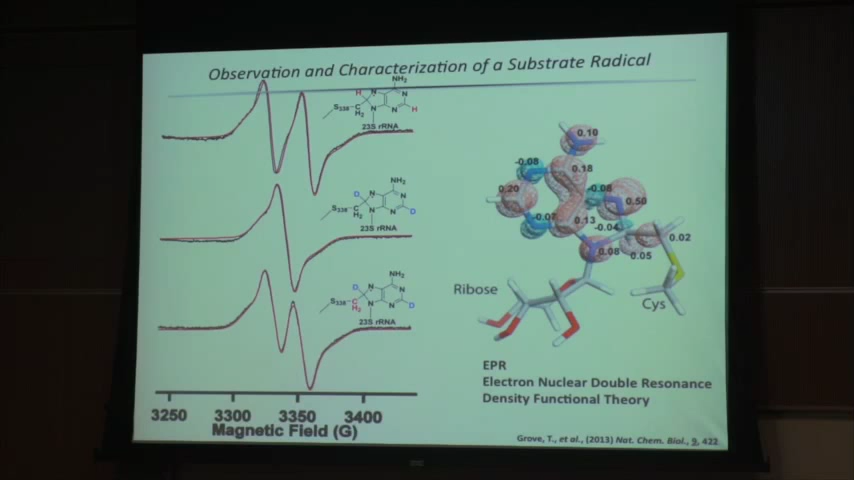 Observation and Characterization of a Substrate Radical
NH₂
H
N
N
S₃₃₈
C
H₂
N
N
H
23S rRNA
NH₂
D
N
N
S₃₃₈
C
H₂
N
N
D
23S rRNA
NH₂
D
N
N
S₃₃₈
C
H₂
N
N
D
23S rRNA
3250 3300 3350 3400
Magnetic Field (G)
0.10
-0.08
0.18
0.20
-0.08
0.50
-0.07
0.13
-0.04
0.02
0.08
0.05
Ribose
Cys
EPR
Electron Nuclear Double Resonance
Density Functional Theory
Grove, T., et al., (2013) Nat. Chem. Biol., 9, 422